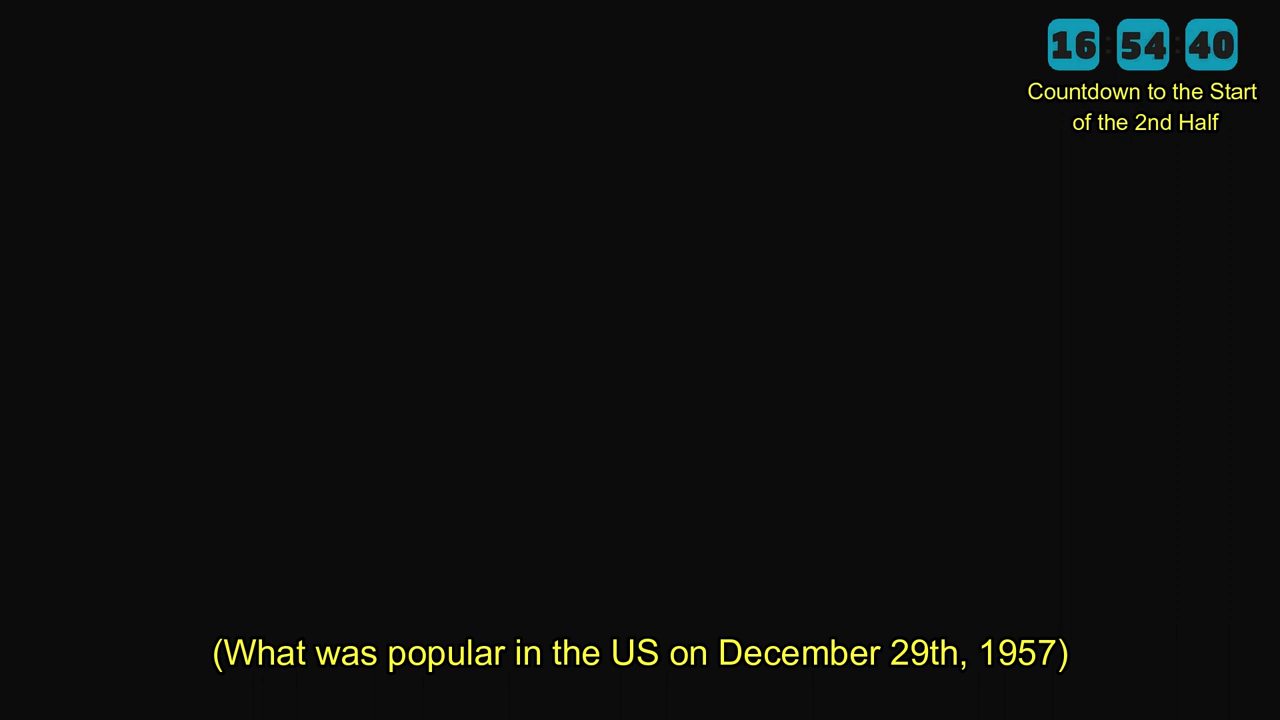 16:54:40
Countdown to the Start
of the 2nd Half
(What was popular in the US on December 29th, 1957)